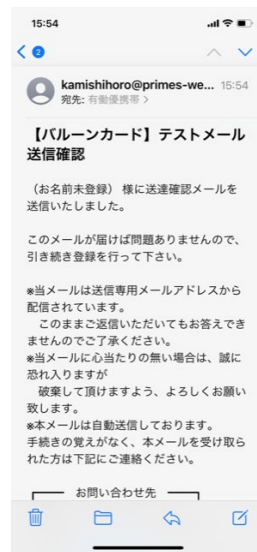 15:54
2
kamishihoro@primes-we... 15:54
宛先: 有働優携帯 >
【バルーンカード】テストメール
送信確認
（お名前未登録） 様に送達確認メールを
送信いたしました。
このメールが届けば問題ありませんので、
引き続き登録を行って下さい。
※当メールは送信専用メールアドレスから
配信されています。
このままご返信いただいてもお答えでき
ませんのでご了承ください。
※当メールに心当たりの無い場合は、誠に
恐れ入りますが
破棄して頂けますよう、よろしくお願い
致します。
※本メールは自動送信しております。
手続きの覚えがなく、本メールを受け取ら
れた方は下記にご連絡ください。
┌── お問い合わせ先 ──┐